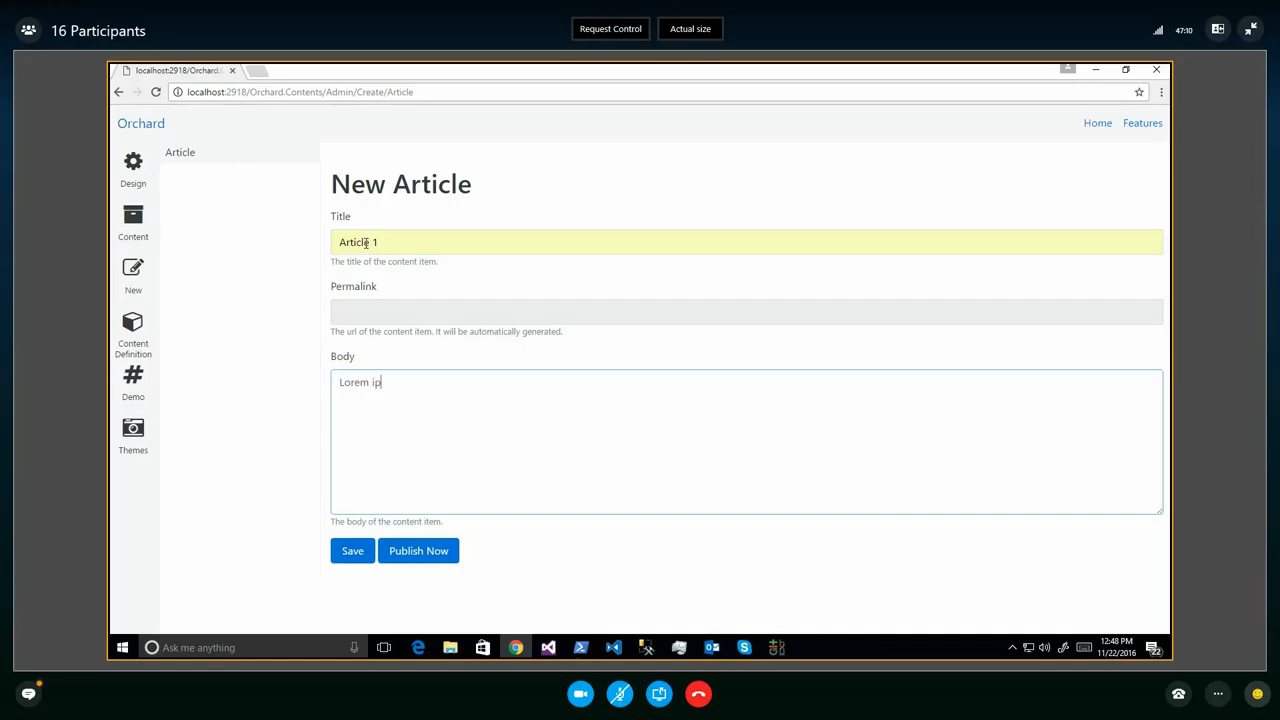 16 Participants
Request Control
Actual size
47:10
localhost:2918/Orchard.
localhost:2918/Orchard.Contents/Admin/Create/Article
Orchard
Home
Features
Design
Content
New
Content
Definition
Demo
Themes
Article
New Article
Title
Article 1
The title of the content item.
Permalink
The url of the content item. It will be automatically generated.
Body
Lorem ip
The body of the content item.
Save
Publish Now
Ask me anything
12:48 PM
11/22/2016
22